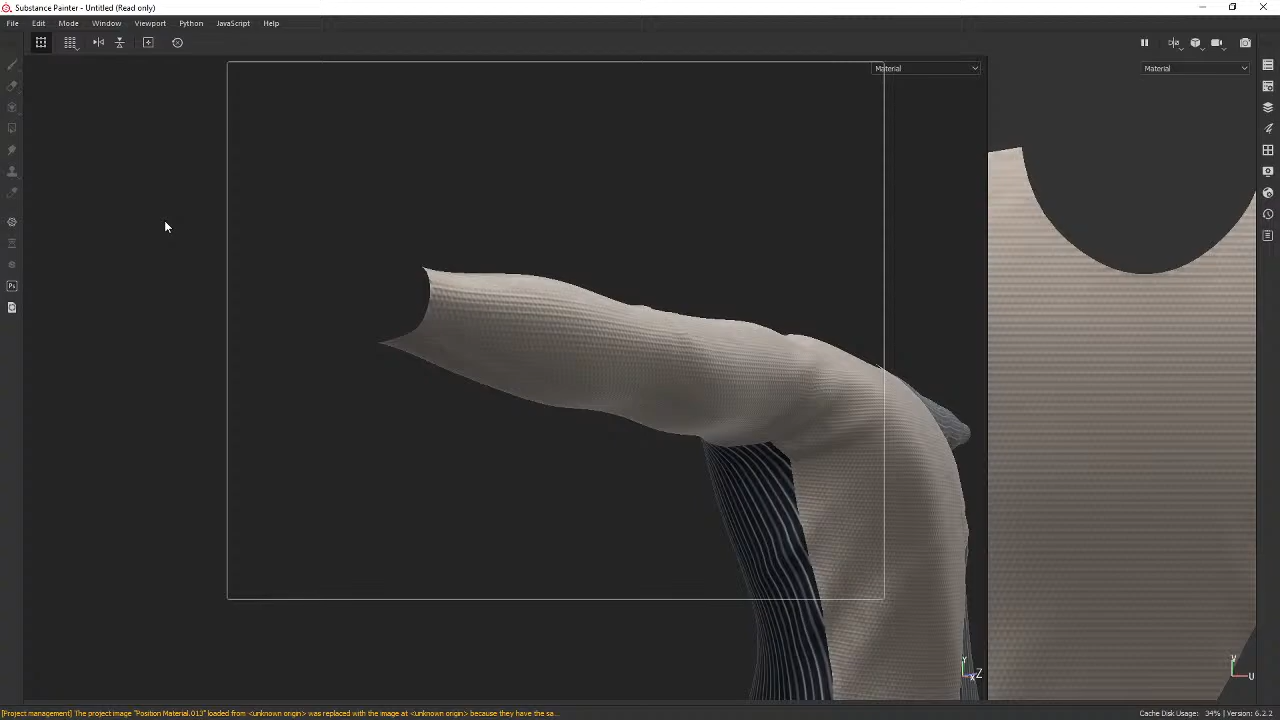 Substance Painter - Untitled (Read only)
File Edit Mode Window Viewport Python JavaScript Help
Material
Material
Ps
Y
Z
X
V
U
[Project management] The project image "Position Material.013" loaded from <unknown origin> was replaced with the image at <unknown origin> because they have the sa...
Cache Disk Usage: 34% | Version: 6.2.2